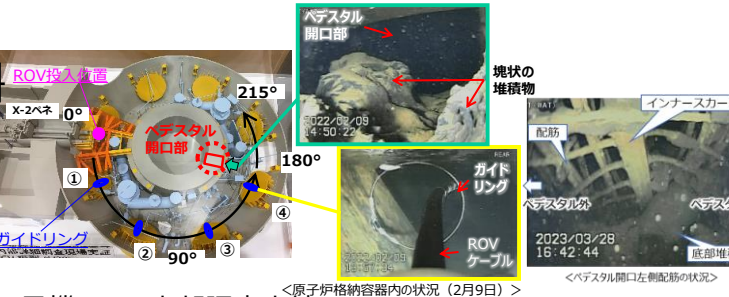 ROV投入位置
X-2ペネ
0°
215°
ペデスタル
開口部
180°
①
④
ガイドリング
②
90°
③
ペデスタル
開口部
2022/02/09
14:50:22
塊状の
堆積物
REAR
ガイド
リング
ROV
ケーブル
<原子炉格納容器内の状況（2月9日）>
インナースカー
配筋
ペデスタル外
ペデス
2023/03/28
16:42:44
底部堆
<ペデスタル開口左側配筋の状況>